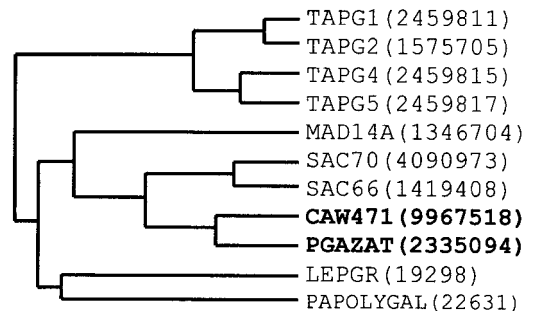 TAPG1(2459811)
TAPG2(1575705)
TAPG4(2459815)
TAPG5(2459817)
MAD14A(1346704)
SAC70(4090973)
SAC66(1419408)
CAW471(9967518)
PGAZAT(2335094)
LEPGR(19298)
PAPOLYGAL(22631)